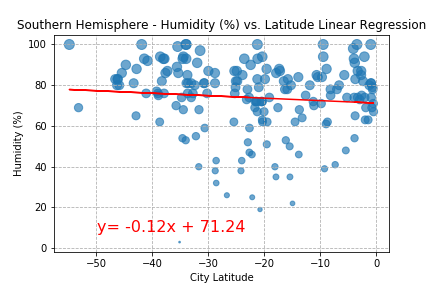 Southern Hemisphere - Humidity (%) vs. Latitude Linear Regression
100
80
60
40
20
0
Humidity (%)
y= -0.12x + 71.24
−50 −40 −30 −20 −10 0
City Latitude